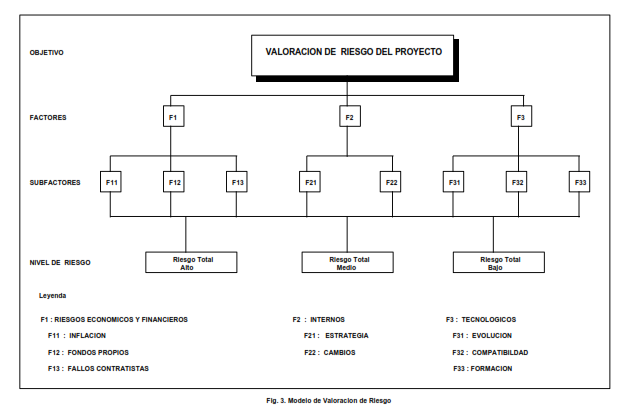 OBJETIVO
VALORACION DE RIESGO DEL PROYECTO
FACTORES
F1
F2
F3
SUBFACTORES
F11
F12
F13
F21
F22
F31
F32
F33
NIVEL DE RIESGO
Riesgo Total
Alto
Riesgo Total
Medio
Riesgo Total
Bajo
Leyenda
F1 : RIESGOS ECONOMICOS Y FINANCIEROS
F11 : INFLACION
F12 : FONDOS PROPIOS
F13 : FALLOS CONTRATISTAS
F2 : INTERNOS
F21 : ESTRATEGIA
F22 : CAMBIOS
F3 : TECNOLOGICOS
F31 : EVOLUCION
F32 : COMPATIBILDAD
F33 : FORMACION
Fig. 3. Modelo de Valoracion de Riesgo